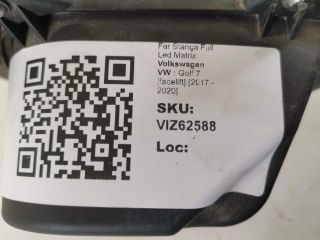 Far Stanga Full
Led Matrix
Volkswagen
VW : Golf 7
[facelift] [2017 -
2020]
SKU:
VIZ62588
Loc: